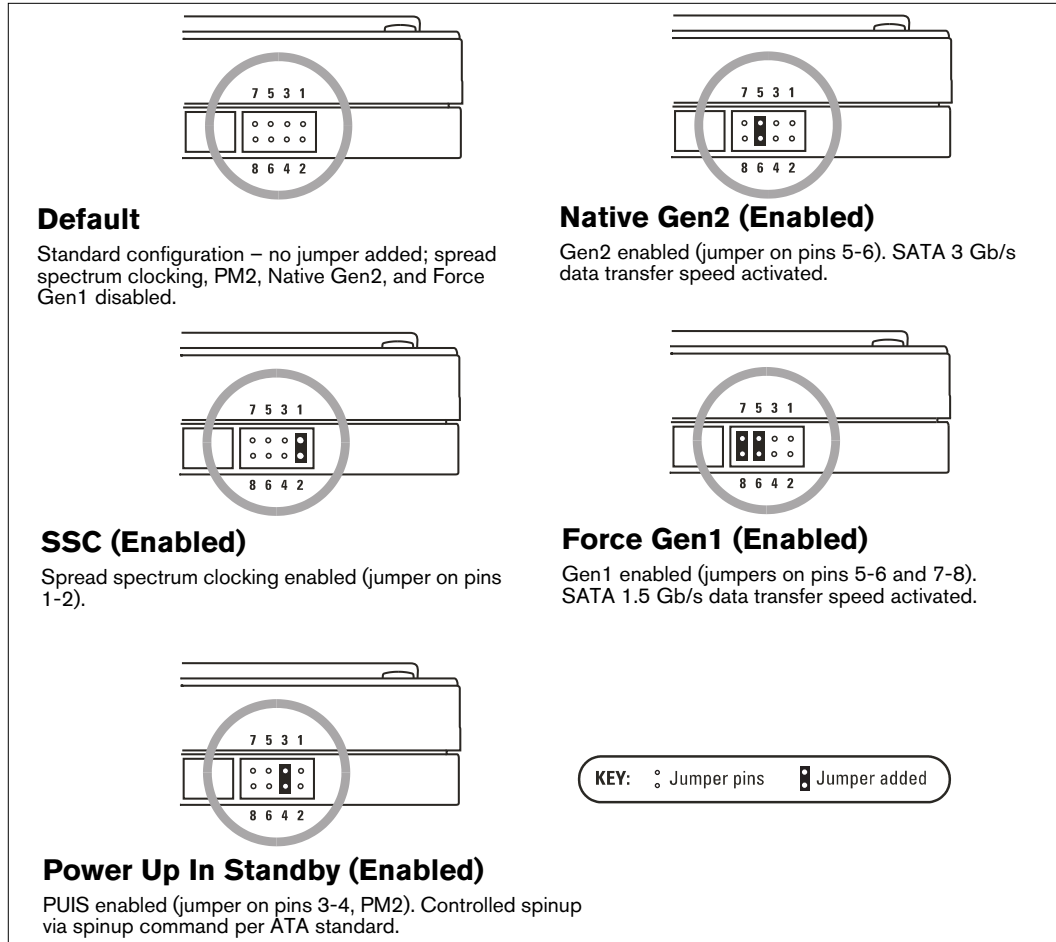 7 5 3 1
8 6 4 2
Default
Standard configuration – no jumper added; spread
spectrum clocking, PM2, Native Gen2, and Force
Gen1 disabled.
7 5 3 1
8 6 4 2
Native Gen2 (Enabled)
Gen2 enabled (jumper on pins 5-6). SATA 3 Gb/s
data transfer speed activated.
7 5 3 1
8 6 4 2
SSC (Enabled)
Spread spectrum clocking enabled (jumper on pins
1-2).
7 5 3 1
8 6 4 2
Force Gen1 (Enabled)
Gen1 enabled (jumpers on pins 5-6 and 7-8).
SATA 1.5 Gb/s data transfer speed activated.
7 5 3 1
8 6 4 2
Power Up In Standby (Enabled)
PUIS enabled (jumper on pins 3-4, PM2). Controlled spinup
via spinup command per ATA standard.
KEY: Jumper pins Jumper added